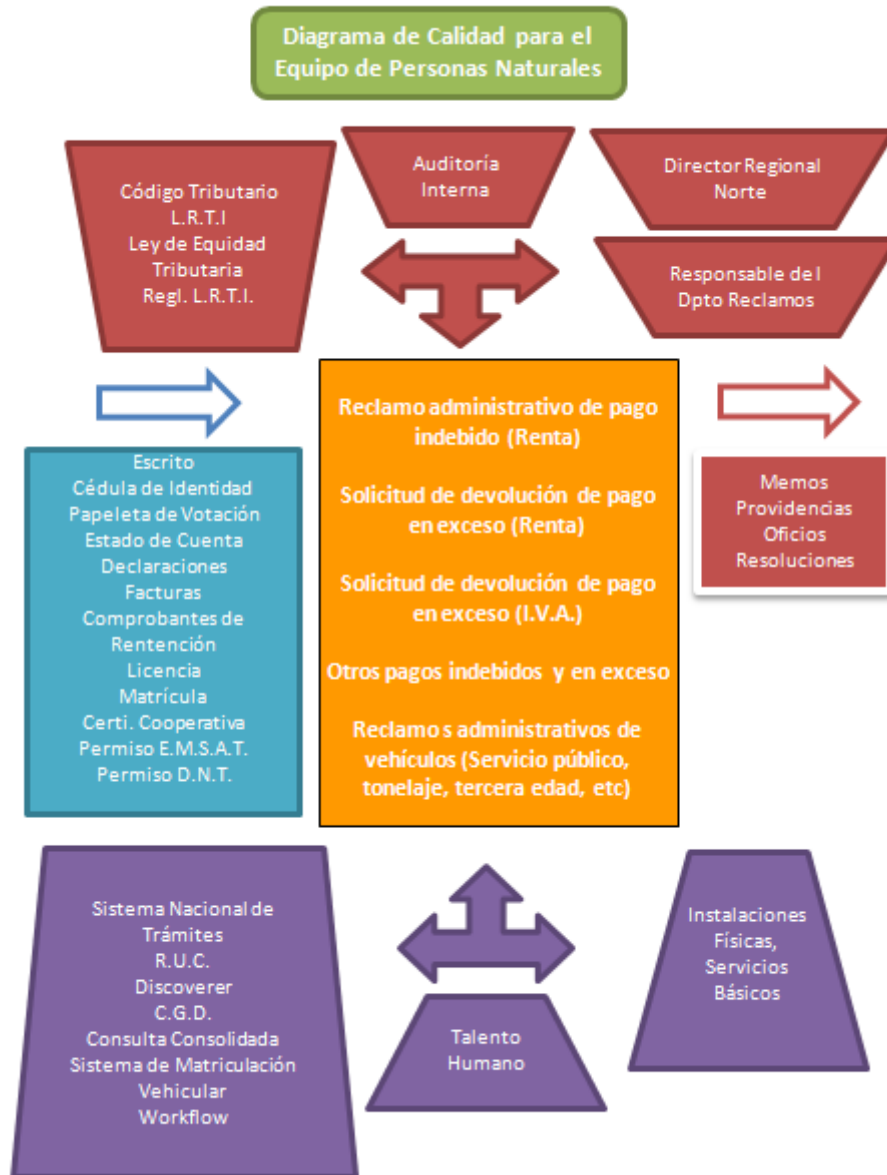 Diagrama de Calidad para el
Equipo de Personas Naturales
Código Tributario
L.R.T.I
Ley de Equidad
Tributaria
Regl. L.R.T.I.
Auditoría
Interna
Director Regional
Norte
Responsable del
Dpto Reclamos
Escrito
Cédula de Identidad
Papeleta de Votación
Estado de Cuenta
Declaraciones
Facturas
Comprobantes de
Rentención
Licencia
Matrícula
Certi. Cooperativa
Permiso E.M.S.A.T.
Permiso D.N.T.
Reclamo administrativo de pago
indebido (Renta)
Solicitud de devolución de pago
en exceso (Renta)
Solicitud de devolución de pago
en exceso (I.V.A.)
Otros pagos indebidos y en exceso
Reclamo s administrativos de
vehículos (Servicio público,
tonelaje, tercera edad, etc)
Memos
Providencias
Oficios
Resoluciones
Sistema Nacional de
Trámites
R.U.C.
Discoverer
C.G.D.
Consulta Consolidada
Sistema de Matriculación
Vehicular
Workflow
Talento
Humano
Instalaciones
Físicas,
Servicios
Básicos